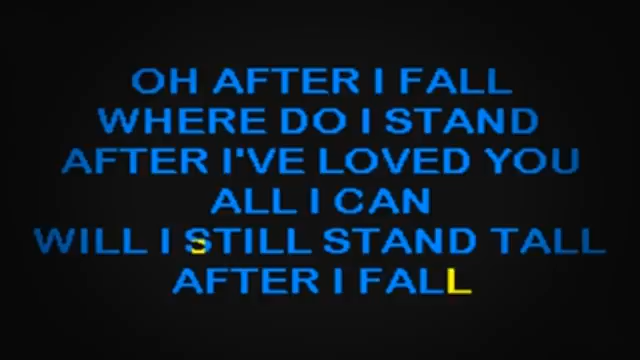 OH AFTER I FALL
WHERE DO I STAND
AFTER I'VE LOVED YOU
ALL I CAN
WILL I STILL STAND TALL
AFTER I FALL